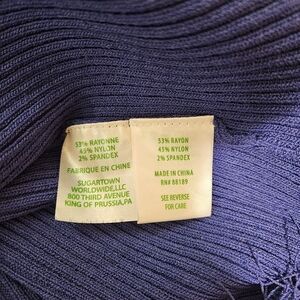 53% RAYONNE
45% NYLON
2% SPANDEX
FABRIQUE EN CHINE
SUGARTOWN
WORLDWIDE,LLC
800 THIRD AVENUE
KING OF PRUSSIA,PA
53% RAYON
45% NYLON
2% SPANDEX
MADE IN CHINA
RN# 88189
SEE REVERSE
FOR CARE